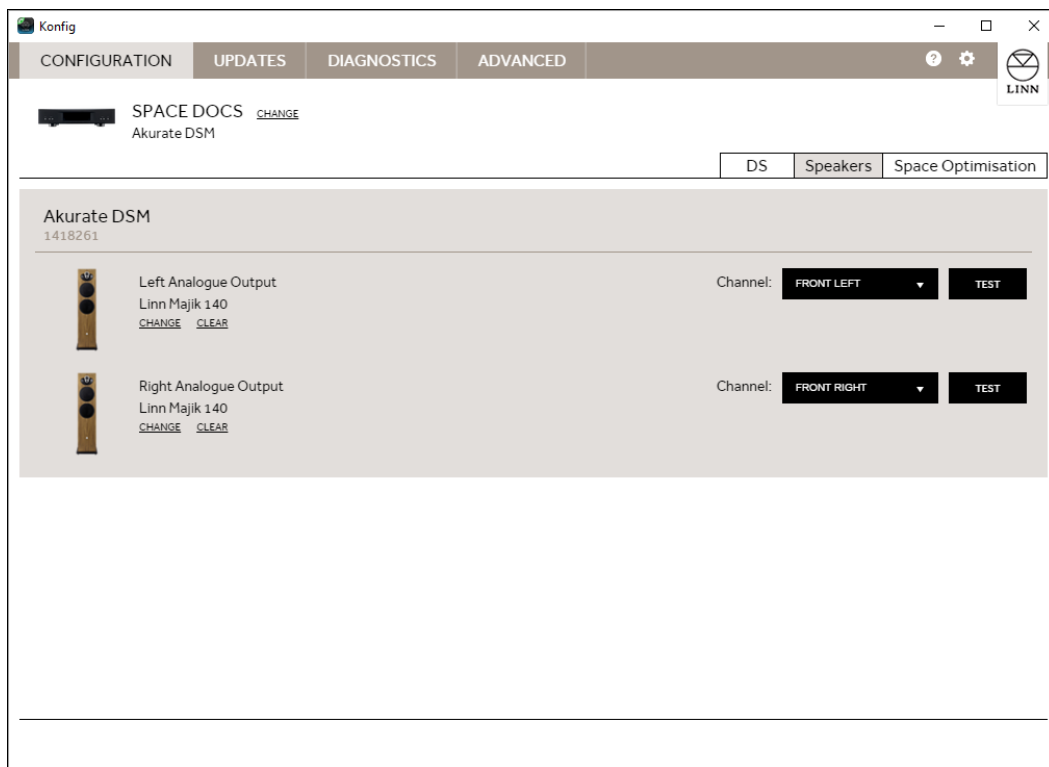 Konfig
CONFIGURATION UPDATES DIAGNOSTICS ADVANCED ?
LINN
SPACE DOCS CHANGE
Akurate DSM
DS Speakers Space Optimisation
Akurate DSM
1418261
Left Analogue Output Channel: FRONT LEFT TEST
Linn Majik 140
CHANGE CLEAR
Right Analogue Output Channel: FRONT RIGHT TEST
Linn Majik 140
CHANGE CLEAR